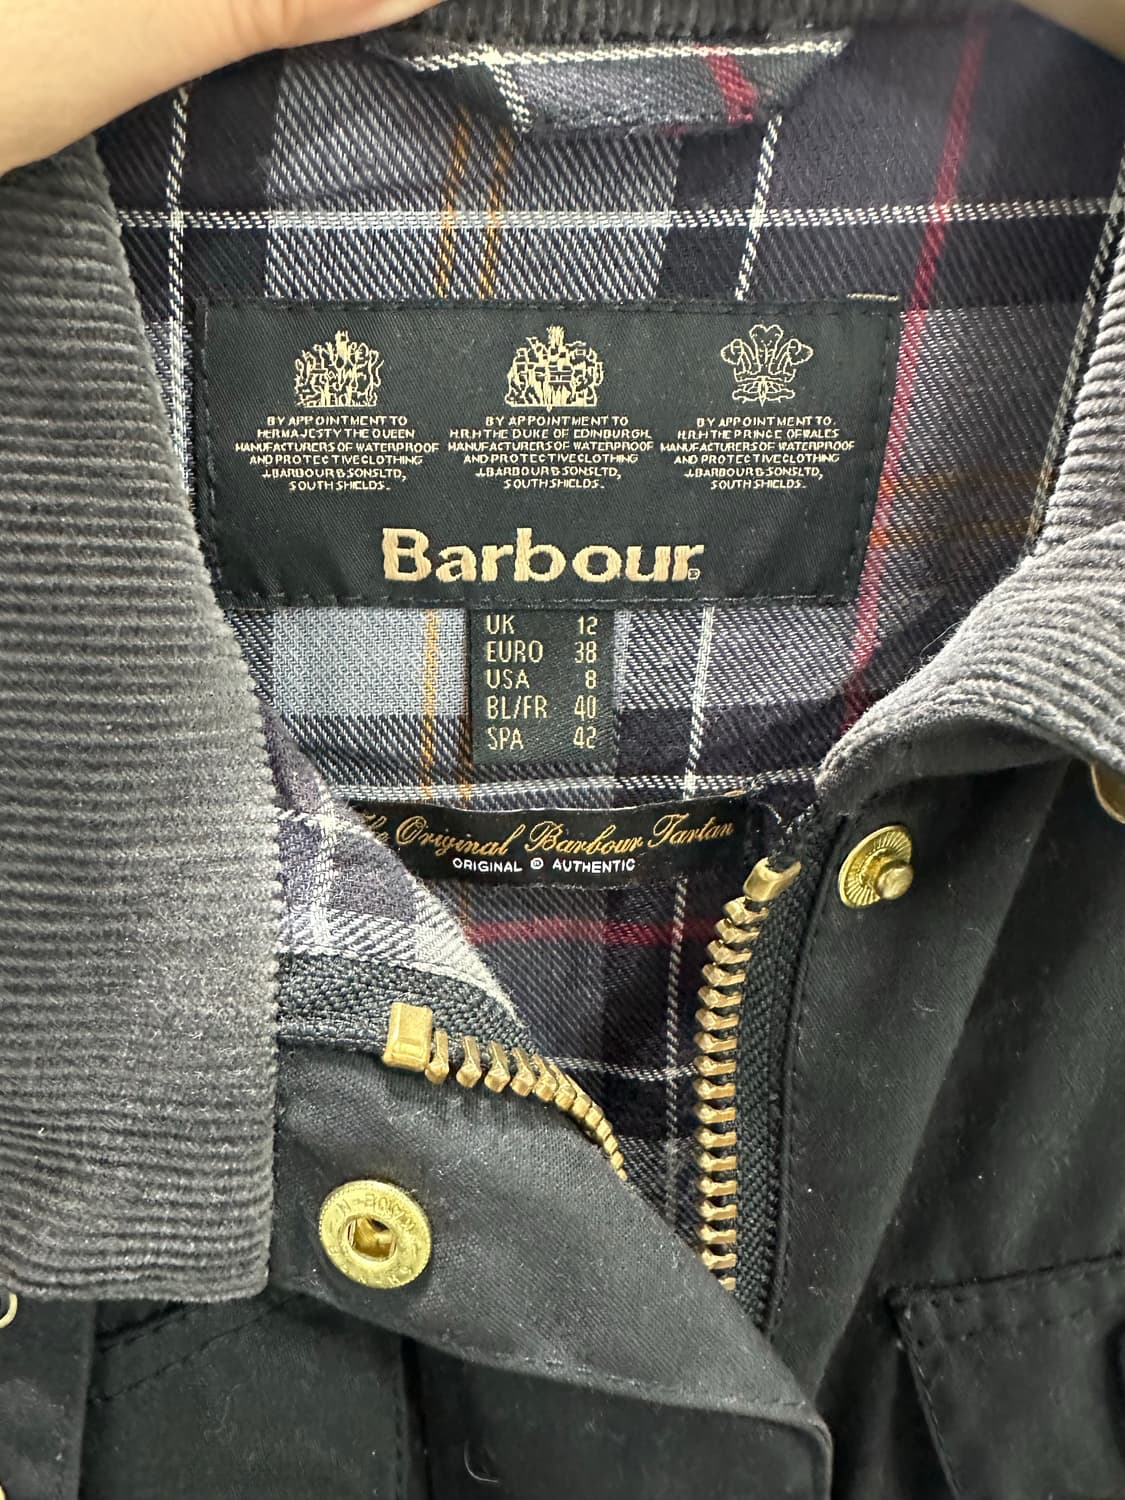 BY APPOINTMENT TO
HER MAJESTY THE QUEEN
MANUFACTURERS OF WATERPROOF
AND PROTECTIVE CLOTHING
J.BARBOUR & SONS LTD,
SOUTH SHIELDS.
BY APPOINTMENT TO
H.R.H THE DUKE OF EDINBURGH.
MANUFACTURERS OF WATERPROOF
AND PROTECTIVE CLOTHING
J.BARBOUR & SONS LTD,
SOUTH SHIELDS.
BY APPOINTMENT TO.
H.R.H THE PRINCE OF WALES
MANUFACTURERS OF WATERPROOF
AND PROTECTIVE CLOTHING
J.BARBOUR & SONS LTD,
SOUTH SHIELDS.
Barbour®
UK 12
EURO 38
USA 8
BL/FR 40
SPA 42
Original Barbour Tartan
ORIGINAL ® AUTHENTIC